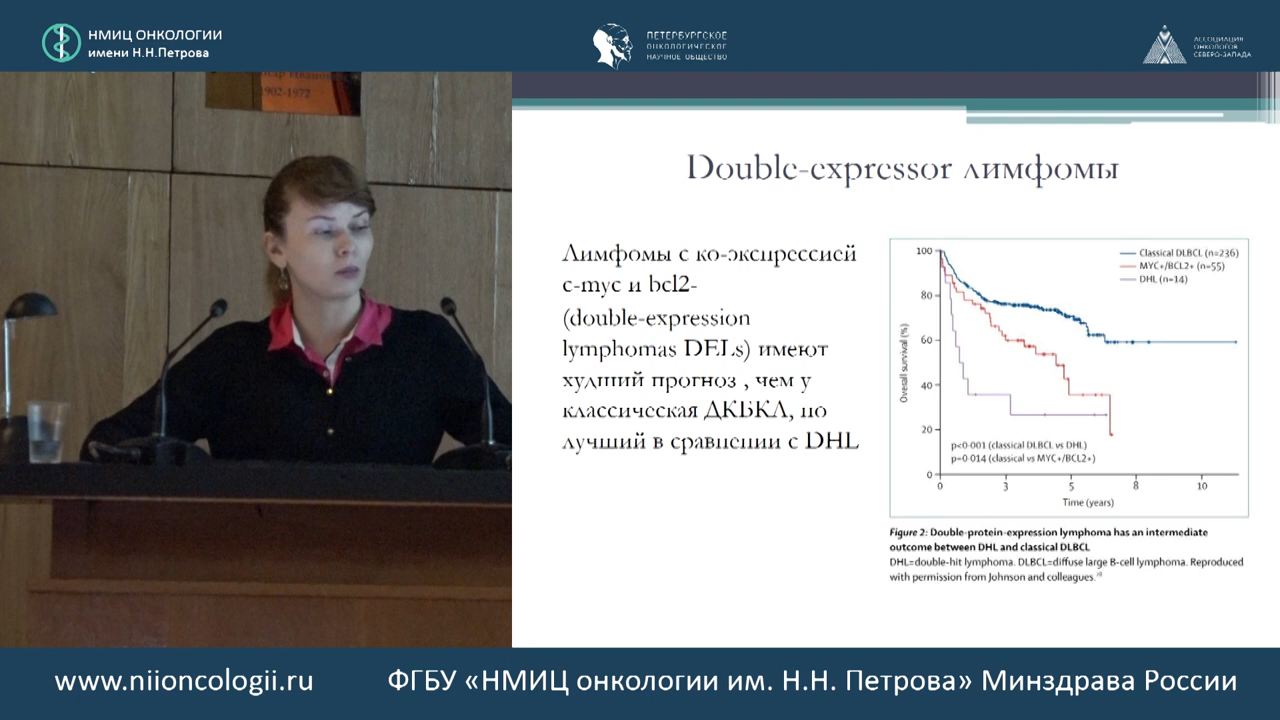 НМИЦ ОНКОЛОГИИ
имени Н.Н.Петрова
ПЕТЕРБУРГСКОЕ
ОНКОЛОГИЧЕСКОЕ
НАУЧНОЕ ОБЩЕСТВО
АССОЦИАЦИЯ
ОНКОЛОГОВ
СЕВЕРО-ЗАПАДА
1902-1972
Double-expressor лимфомы
Лимфомы с ко-экспрессией
c-myc и bcl2-
(double-expression
lymphomas DELs) имеют
худший прогноз , чем у
классическая ДКБКЛ, но
лучший в сравнении с DHL
100
80
60
40
20
0
Overall survival (%)
Classical DLBCL (n=236)
MYC+/BCL2+ (n=55)
DHL (n=14)
p<0·001 (classical DLBCL vs DHL)
p=0·014 (classical vs MYC+/BCL2+)
0 3 5 8 10
Time (years)
Figure 2: Double-protein-expression lymphoma has an intermediate
outcome between DHL and classical DLBCL
DHL=double-hit lymphoma. DLBCL=diffuse large B-cell lymphoma. Reproduced
with permission from Johnson and colleagues.
www.niioncologii.ru
ФГБУ «НМИЦ онкологии им. Н.Н. Петрова» Минздрава России